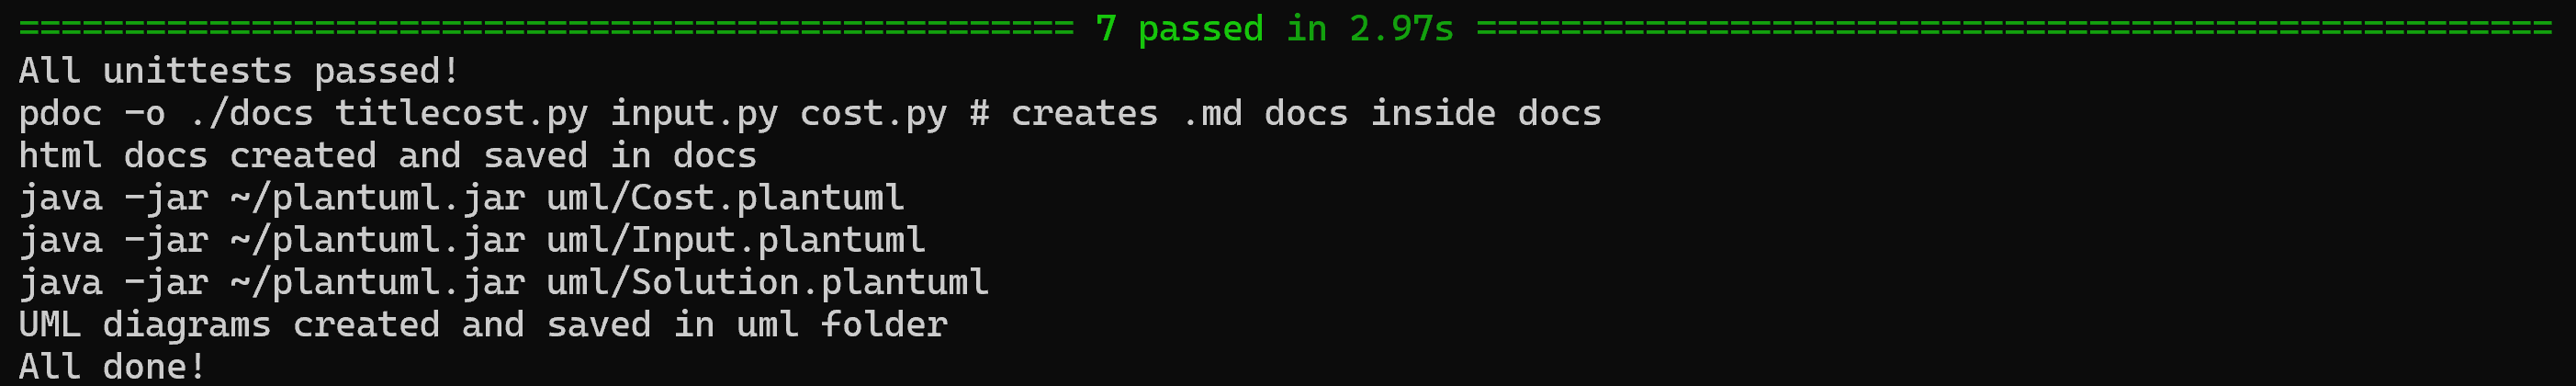 ================================================== 7 passed in 2.97s ===================================================
All unittests passed!
pdoc -o ./docs titlecost.py input.py cost.py # creates .md docs inside docs
html docs created and saved in docs
java -jar ~/plantuml.jar uml/Cost.plantuml
java -jar ~/plantuml.jar uml/Input.plantuml
java -jar ~/plantuml.jar uml/Solution.plantuml
UML diagrams created and saved in uml folder
All done!